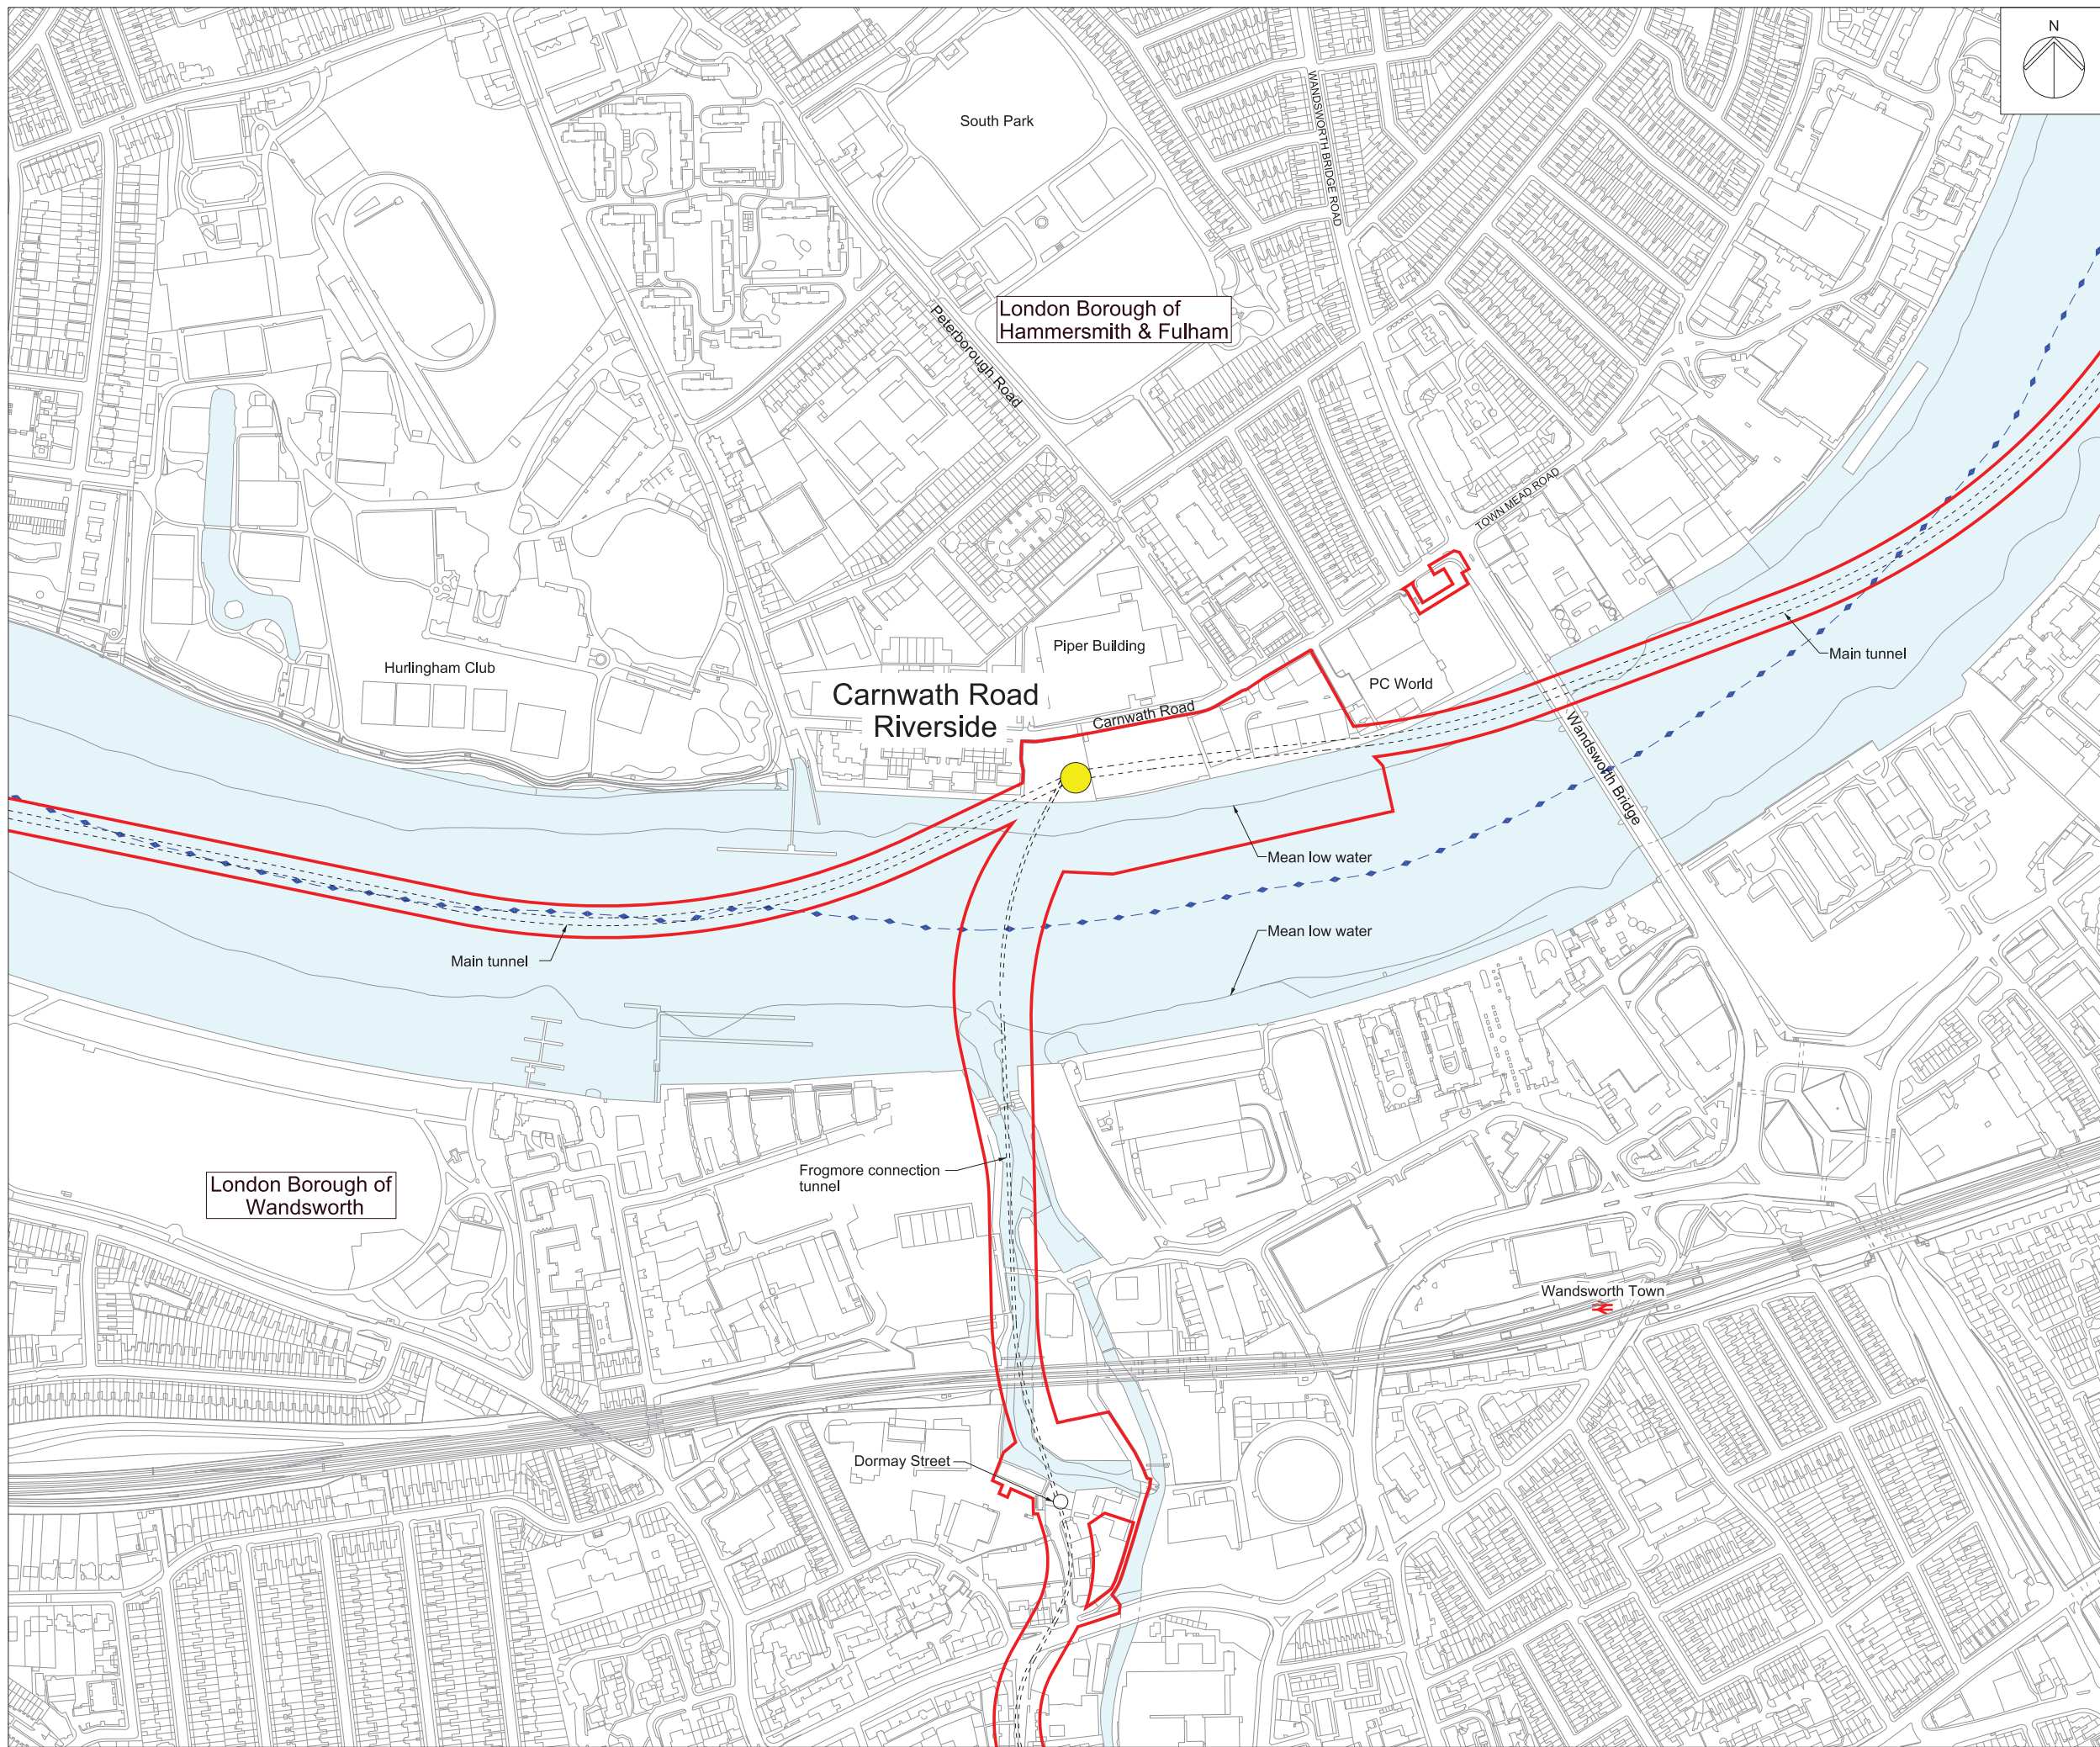 N
South Park
WANDSWORTH BRIDGE ROAD
London Borough of
Hammersmith & Fulham
Peterborough Road
TOWN MEAD ROAD
Piper Building
Main tunnel
Hurlingham Club
PC World
Carnwath Road
Riverside
Carnwath Road
Wandsworth Bridge
Mean low water
Mean low water
Main tunnel
Frogmore connection
tunnel
London Borough of
Wandsworth
Wandsworth Town
Dormay Street